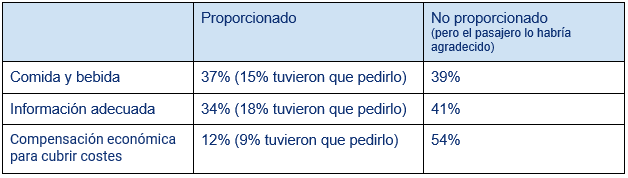 Proporcionado
No proporcionado
(pero el pasajero lo habría
agradecido)
Comida y bebida
37% (15% tuvieron que pedirlo)
39%
Información adecuada
34% (18% tuvieron que pedirlo)
41%
Compensación económica
para cubrir costes
12% (9% tuvieron que pedirlo)
54%